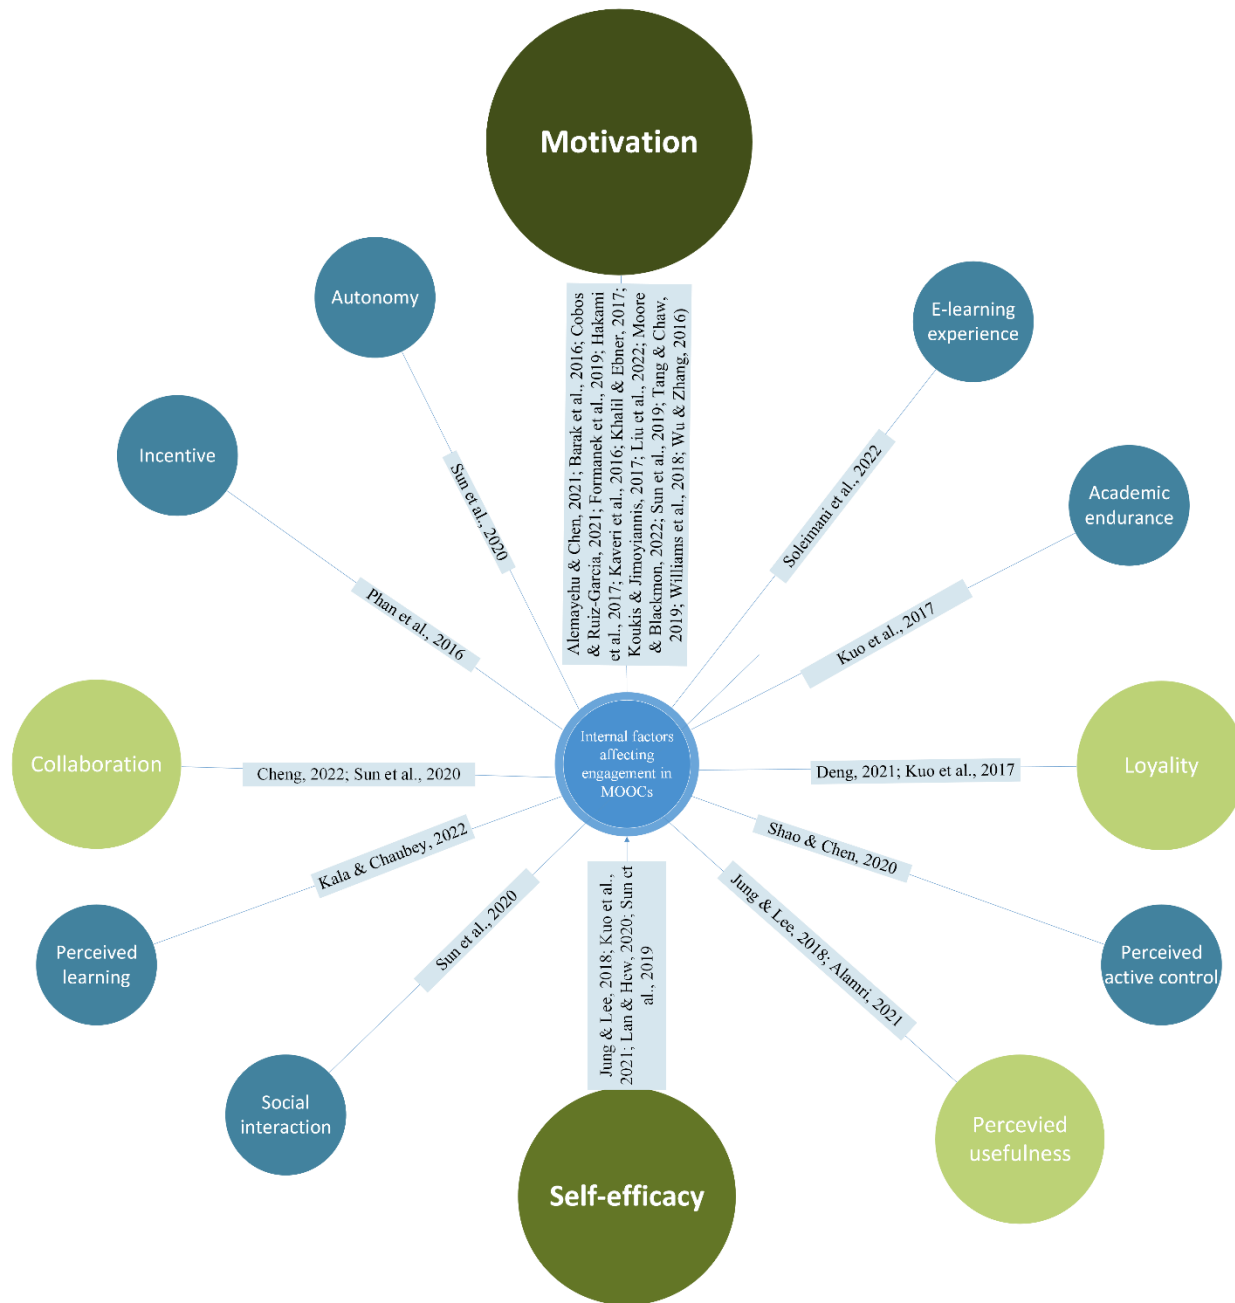 Motivation
Autonomy
E-learning
experience
Incentive
Academic
endurance
Alemayehu & Chen, 2021; Barak et al., 2016; Cobos
& Ruiz-Garcia, 2021; Formanek et al., 2019; Hakami
et al., 2017; Kaveri et al., 2016; Khalil & Ebner, 2017;
Koukis & Jimoyiannis, 2017; Liu et al., 2022; Moore
& Blackmon, 2022; Sun et al., 2019; Tang & Chaw,
2019; Williams et al., 2018; Wu & Zhang, 2016)
Sun et al., 2020
Soleimani et al., 2022
Phan et al., 2016
Kuo et al., 2017
Collaboration
Cheng, 2022; Sun et al., 2020
Internal factors
affecting
engagement in
MOOCs
Deng, 2021; Kuo et al., 2017
Loyality
Kala & Chaubey, 2022
Shao & Chen, 2020
Perceived
learning
Sun et al., 2020
Jung & Lee, 2018; Kuo et al.,
2021; Lan & Hew, 2020; Sun et
al., 2019
Jung & Lee, 2018; Alamri, 2021
Perceived
active control
Social
interaction
Self-efficacy
Percevied
usefulness